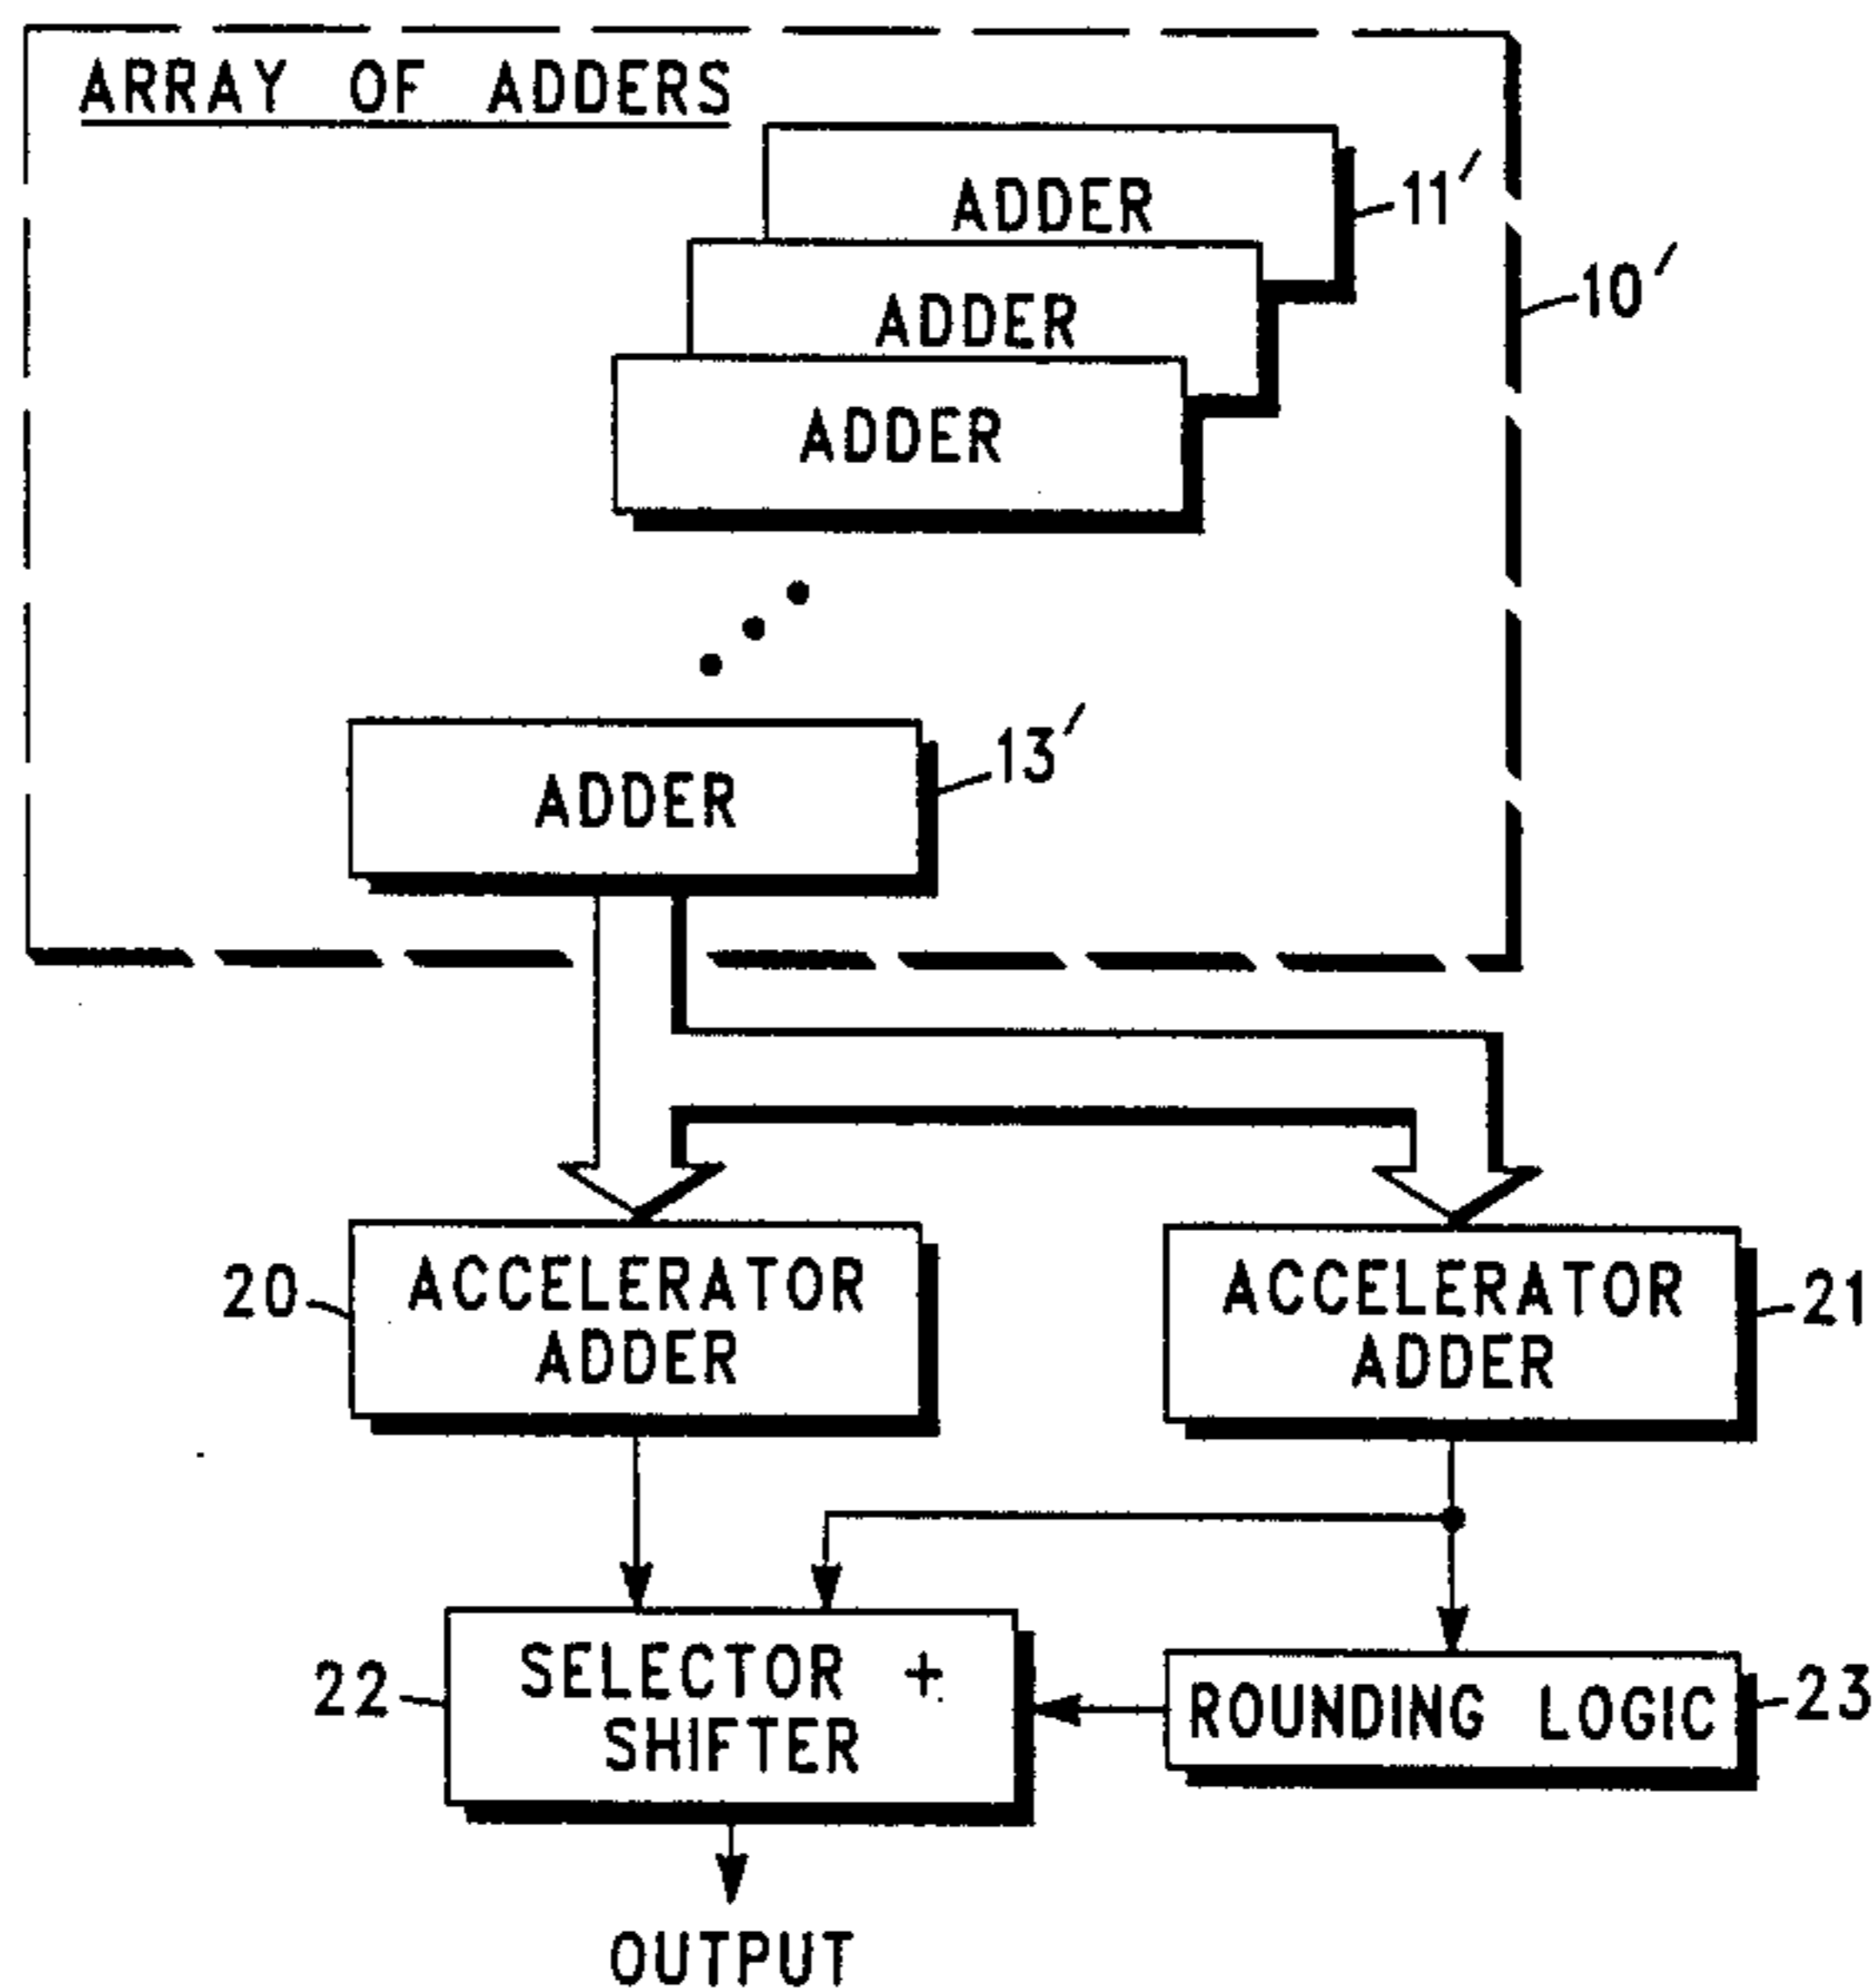 ARRAY OF ADDERS
ADDER
11'
ADDER
10'
ADDER
ADDER
13'
20
ACCELERATOR
ADDER
ACCELERATOR
ADDER
21
22
SELECTOR +
SHIFTER
ROUNDING LOGIC
23
OUTPUT